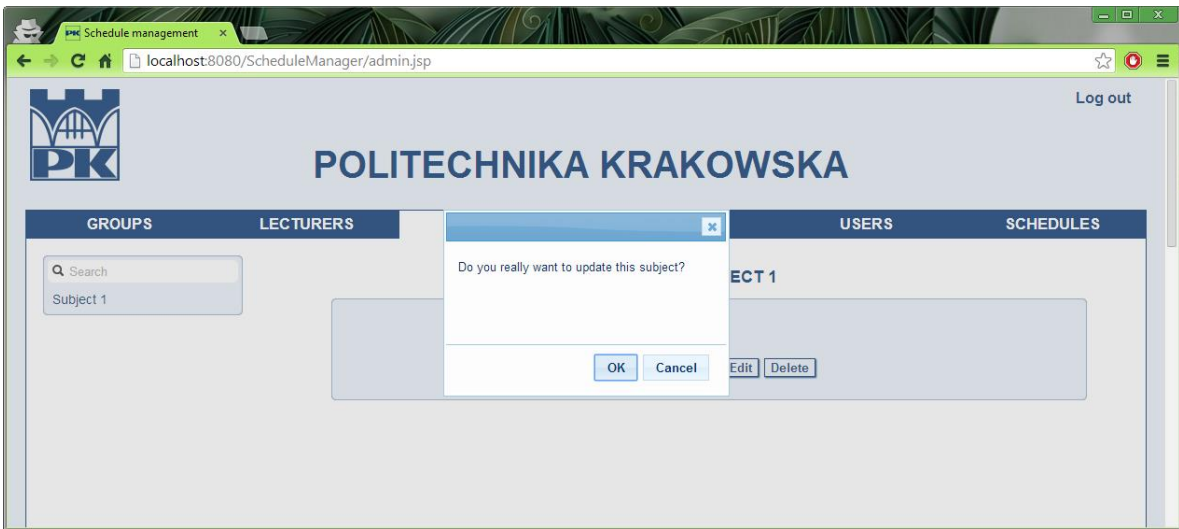 PK Schedule management
localhost:8080/ScheduleManager/admin.jsp
Log out
PK
POLITECHNIKA KRAKOWSKA
GROUPS LECTURERS USERS SCHEDULES
Search
Subject 1
Do you really want to update this subject?
ECT 1
OK Cancel
Edit Delete